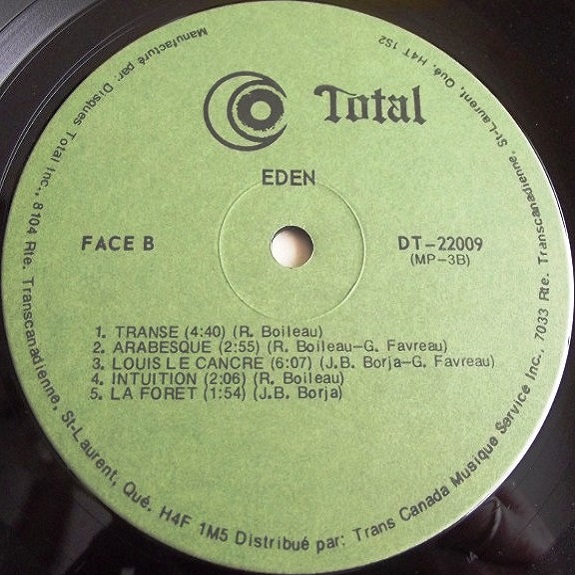 Total
EDEN
FACE B
DT-22009
(MP-3B)
1. TRANSE (4:40) (R. Boileau)
2. ARABESQUE (2:55) (R. Boileau-G. Favreau)
3. LOUIS LE CANCRE (6:07) (J.B. Borja-G. Favreau)
4. INTUITION (2:06) (R. Boileau)
5. LA FORET (1:54) (J.B. Borja)
Manufacturé par: Disques Total Inc., 8104 Rte. Transcanadienne, St-Laurent, Qué. H4F 1M5 Distribué par: Trans Canada Musique Service Inc., 7033 Rte. Transcanadienne, St-Laurent, Qué. H4T 1S2